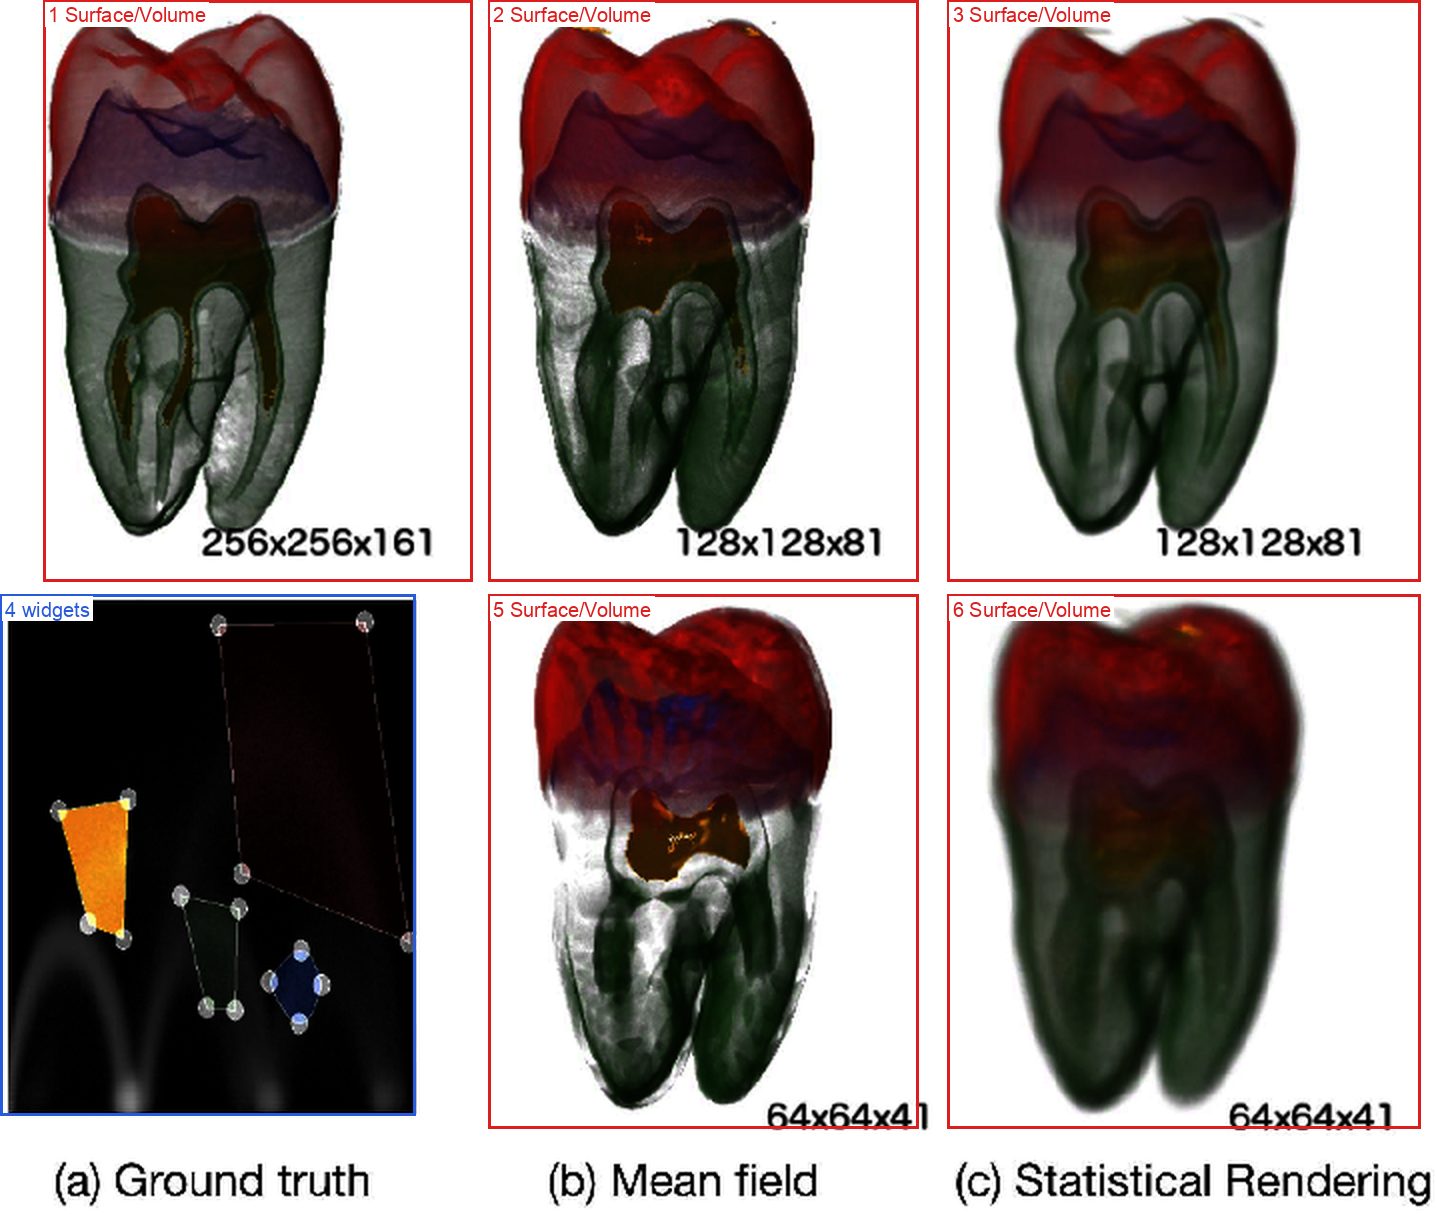 1 Surface/Volume
2 Surface/Volume
3 Surface/Volume
256x256x161
128x128x81
128x128x81
4 widgets
5 Surface/Volume
6 Surface/Volume
64x64x41
64x64x41
(a) Ground truth
(b) Mean field
(c) Statistical Rendering